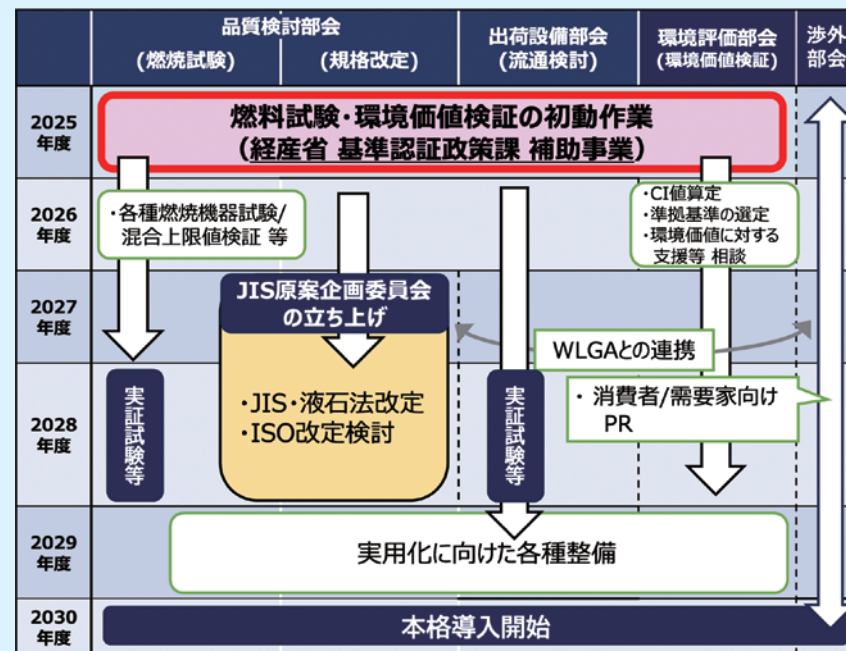 品質検討部会
(燃焼試験)
(規格改定)
出荷設備部会
(流通検討)
環境評価部会
(環境価値検証)
渉外
部会
2025
年度
燃料試験・環境価値検証の初動作業
(経産省 基準認証政策課 補助事業)
2026
年度
・各種燃焼機器試験/
混合上限値検証 等
・CI値算定
・準拠基準の選定
・環境価値に対する
支援等 相談
2027
年度
JIS原案企画委員会
の立ち上げ
WLGAとの連携
2028
年度
実証試験等
・JIS・液石法改定
・ISO改定検討
実証試験等
・ 消費者/需要家向け
PR
2029
年度
実用化に向けた各種整備
2030
年度
本格導入開始